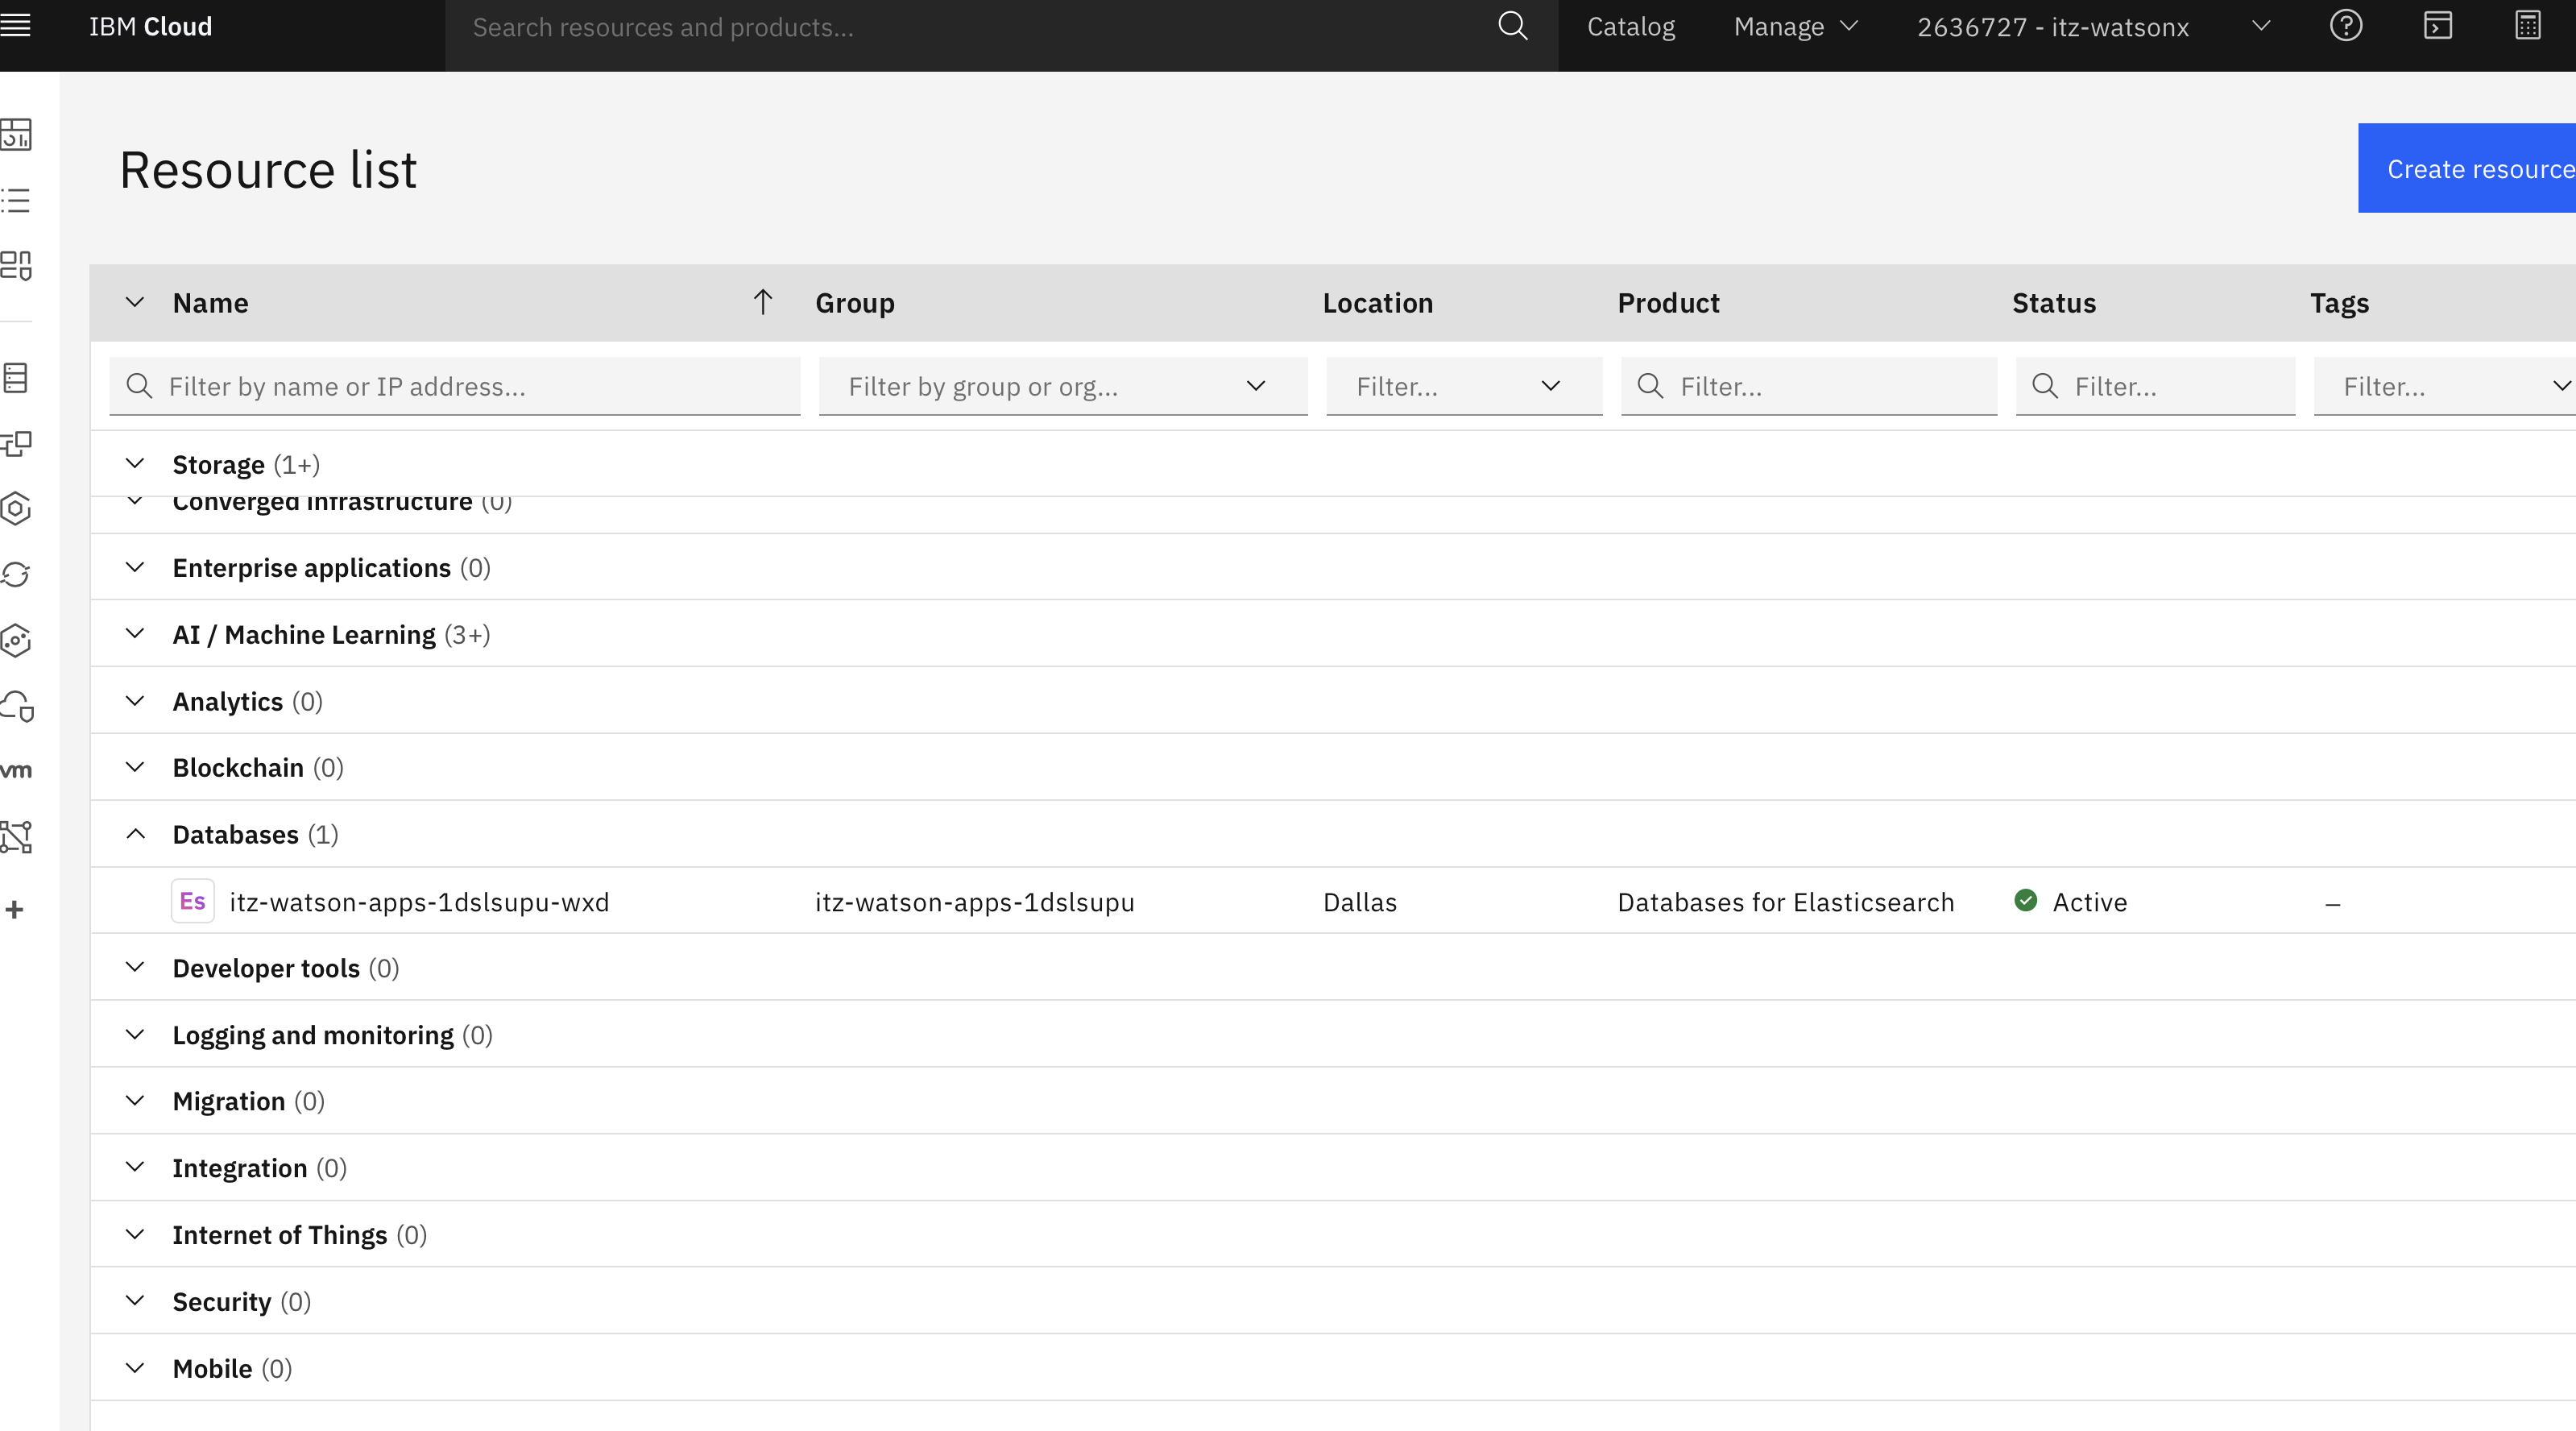 IBM Cloud Search resources and products... Catalog Manage 2636727 - itz-watsonx
Resource list
Create resource
Name Group Location Product Status Tags
Filter by name or IP address... Filter by group or org... Filter... Filter... Filter... Filter...
Storage (1+)
Converged infrastructure (0)
Enterprise applications (0)
AI / Machine Learning (3+)
Analytics (0)
Blockchain (0)
vm
Databases (1)
Es itz-watson-apps-1dslsupu-wxd itz-watson-apps-1dslsupu Dallas Databases for Elasticsearch Active –
Developer tools (0)
Logging and monitoring (0)
Migration (0)
Integration (0)
Internet of Things (0)
Security (0)
Mobile (0)